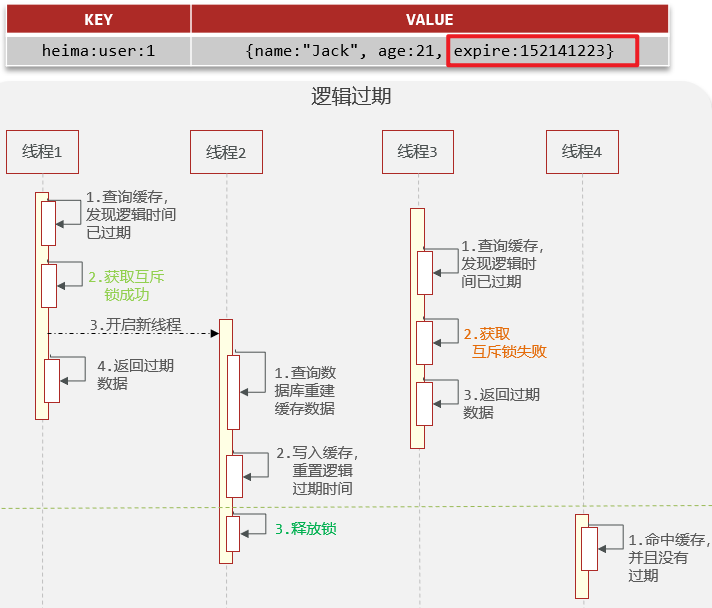 KEY VALUE
heima:user:1 {name:"Jack", age:21, expire:152141223}
逻辑过期
线程1 线程2 线程3 线程4
1.查询缓存,
发现逻辑时间
已过期
2.获取互斥
锁成功
3.开启新线程
4.返回过期
数据
1.查询数
据库重建
缓存数据
2.写入缓存,
重置逻辑
过期时间
3.释放锁
1.查询缓存,
发现逻辑时
间已过期
2.获取
互斥锁失败
3.返回过期
数据
1.命中缓存,
并且没有
过期